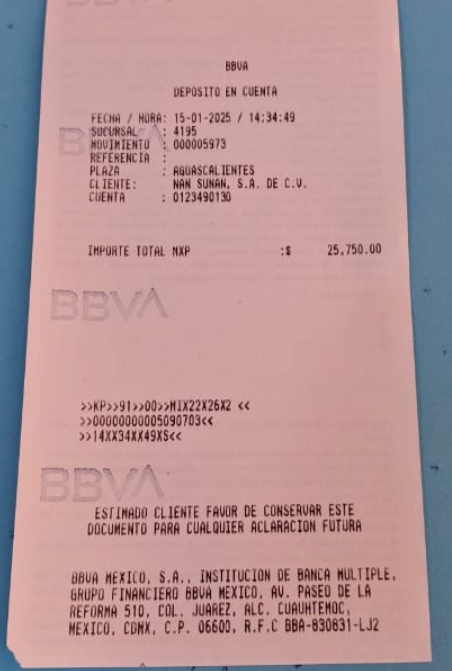 BBVA
DEPOSITO EN CUENTA
FECHA / HORA: 15-01-2025 / 14:34:49
SUCURSAL : 4195
MOVIMIENTO : 000005973
REFERENCIA :
PLAZA : AGUASCALIENTES
CLIENTE: NAN SUNAN, S.A. DE C.V.
CUENTA : 0123490130
IMPORTE TOTAL MXP :$ 25,750.00
BBVA
>>KP>>91>>00>>MIX22X26X2 <<
>>00000000005090703<<
>>14XX34XX49XS<<
BBVA
ESTIMADO CLIENTE FAVOR DE CONSERVAR ESTE
DOCUMENTO PARA CUALQUIER ACLARACION FUTURA
BBVA MEXICO, S.A., INSTITUCION DE BANCA MULTIPLE,
GRUPO FINANCIERO BBVA MEXICO, AV. PASEO DE LA
REFORMA 510, COL. JUAREZ, ALC. CUAUHTEMOC,
MEXICO, CDMX, C.P. 06600, R.F.C BBA-830831-LJ2